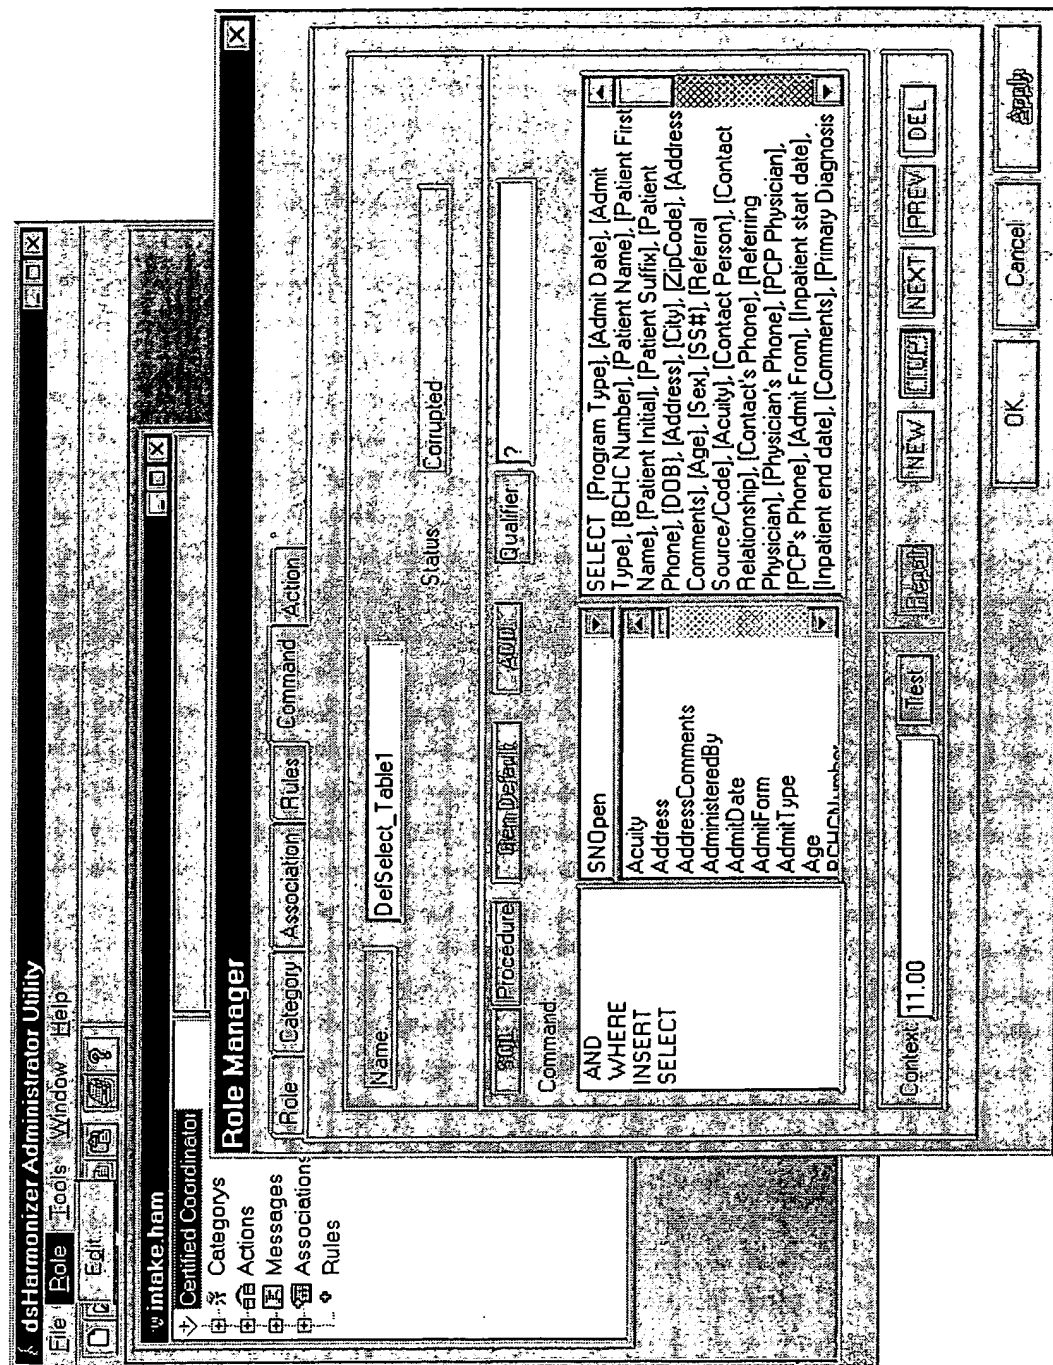 dsHarmonizer Administrator Utility
File Role Tools Window Help
Edit
?
intake.ham
Certified Coordinator
Categorys
Actions
Messages
Associations
Rules
Role Manager
Role Category Association Rules Command Action
Name DefSelect_Table1 Status Corrupted
SQL Procedure Gen Default ADD Qualifier ?
Command
AND
WHERE
INSERT
SELECT
SNOpen
Acuity
Address
AddressComments
AdministeredBy
AdmitDate
AdmitForm
AdmitType
Age
BCHCNumber
SELECT [Program Type], [Admit Date], [Admit
Type], [BCHC Number], [Patient Name], [Patient First
Name], [Patient Initial], [Patient Suffix], [Patient
Phone], [DOB], [Address], [City], [ZipCode], [Address
Comments], [Age], [Sex], [SS#], [Referral
Source/Code], [Acuity], [Contact Person], [Contact
Relationship], [Contact's Phone], [Referring
Physician], [Physician's Phone], [PCP Physician],
[PCP's Phone], [Admit From], [Inpatient start date],
[Inpatient end date], [Comments], [Primary Diagnosis
Context 11.00 Test Repair NEW NEXT PREV DEL
OK Cancel Apply